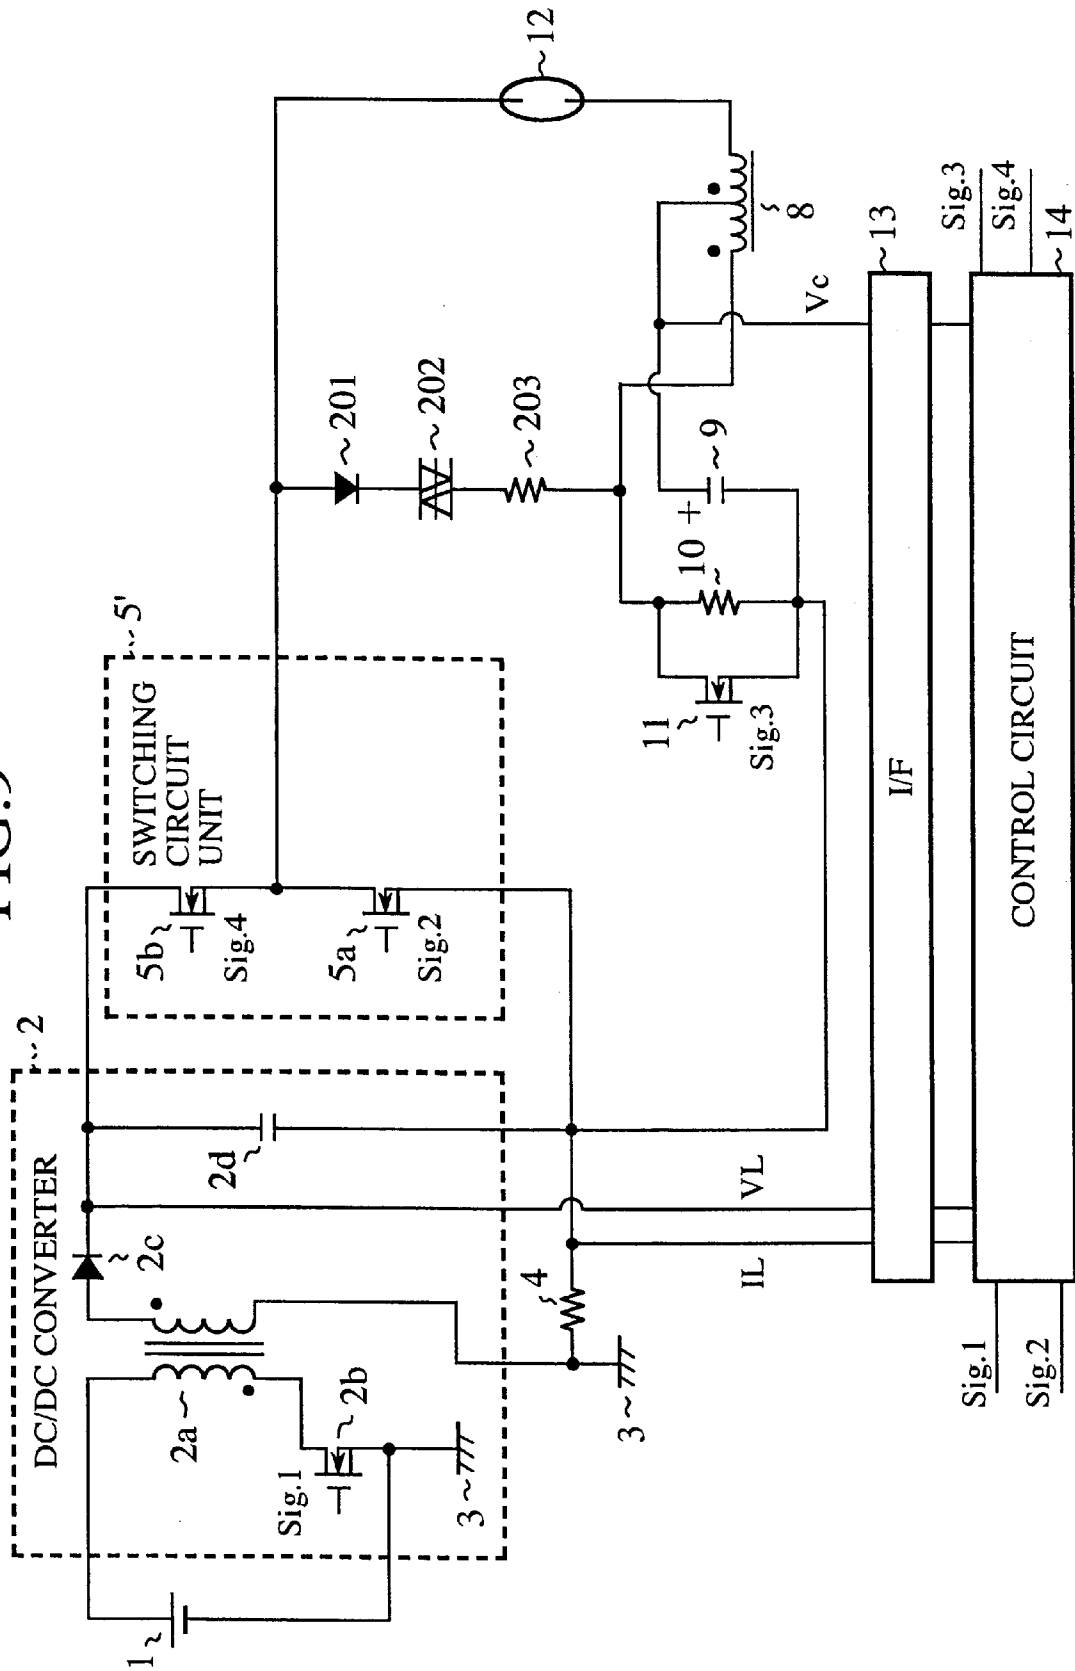 FIG.9
DC/DC CONVERTER
2
SWITCHING
CIRCUIT
UNIT
5'
1
2a
2b
Sig.1
3
2c
2d
5b
Sig.4
5a
Sig.2
4
3
201
202
203
12
8
9
+
10
11
Sig.3
IL
VL
Vc
I/F
13
CONTROL CIRCUIT
14
Sig.1
Sig.2
Sig.3
Sig.4